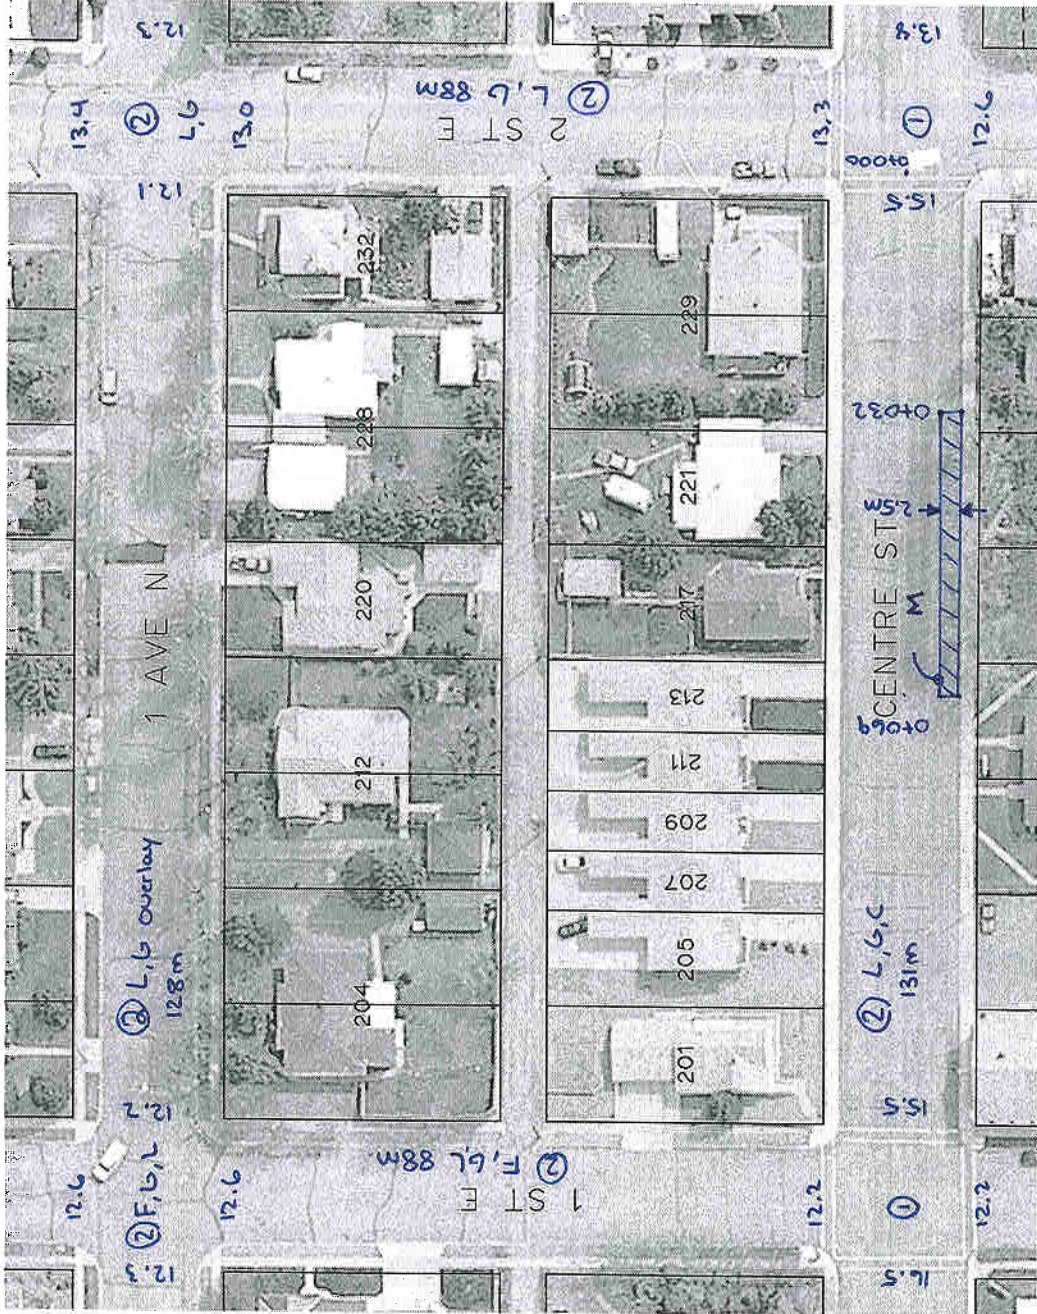 12.3
13.4
② L,G
13.0
12.1
② L,G 88m
2 ST E
13.8
①
12.6
13.3
0+000
15.5
232
228
220
212
204
229
221
217
213
211
209
207
205
201
1 AVE N
② L,G overlay
128m
CENTRE ST
0+032
2.5m
M
0+069
② L,G,C
131m
12.2
15.5
12.6
② F,G,L
12.6
12.3
② F,G,L 88m
1 ST E
12.2
①
12.2
16.5